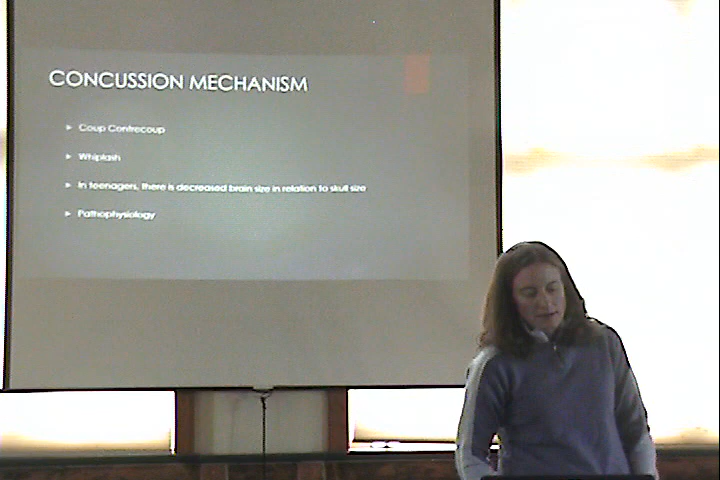 CONCUSSION MECHANISM
Coup Contrecoup
Whiplash
In teenagers, there is decreased brain size in relation to skull size
Pathophysiology